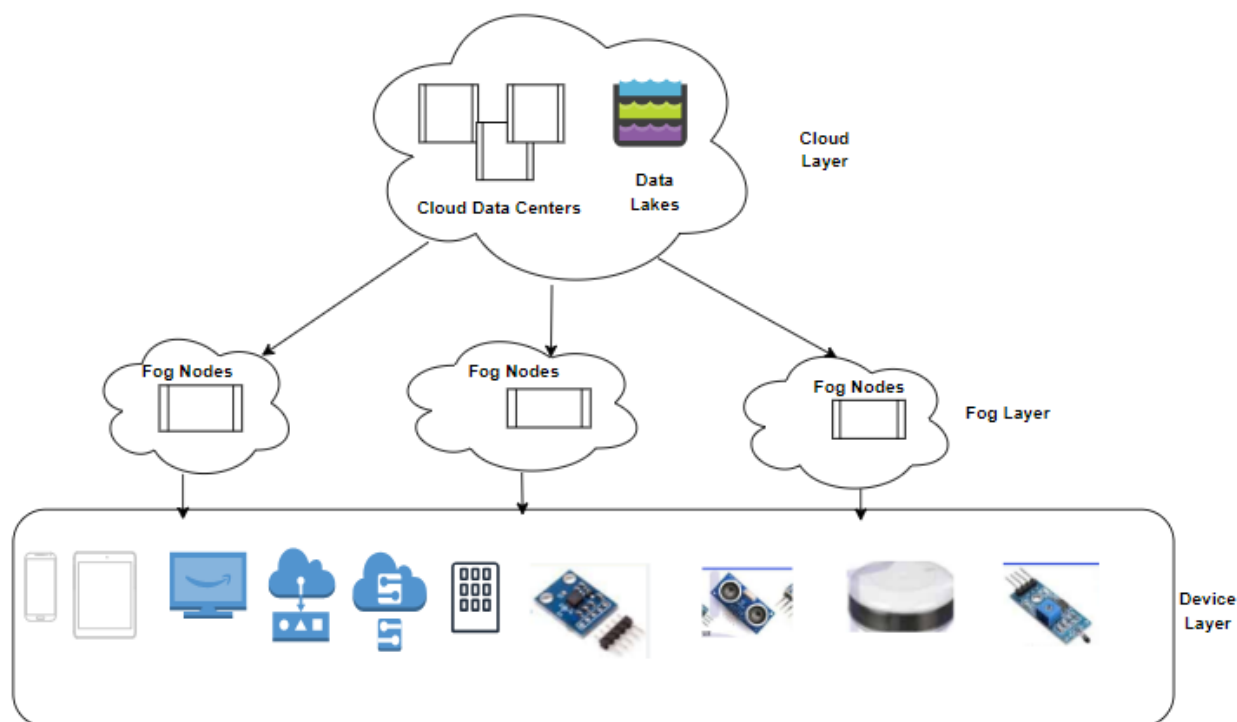 Cloud
Layer
Data
Lakes
Cloud Data Centers
Fog Nodes
Fog Nodes
Fog Nodes
Fog Layer
Device
Layer